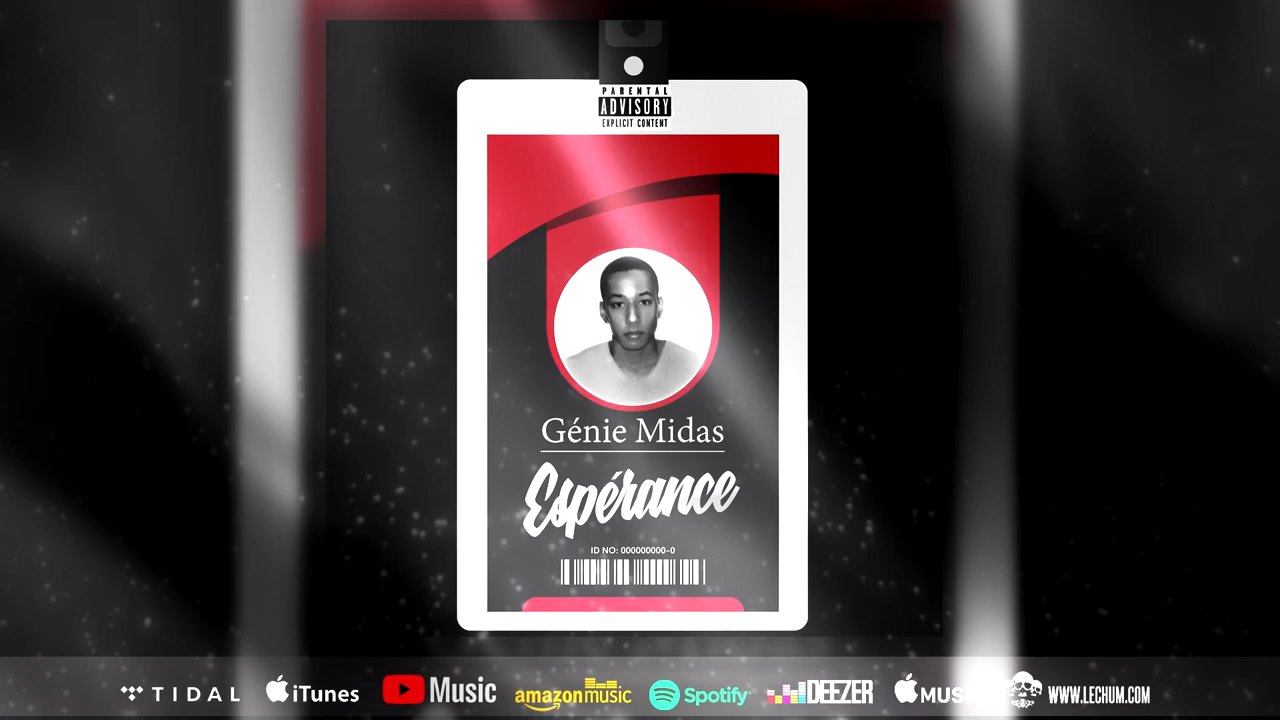 PARENTAL
ADVISORY
EXPLICIT CONTENT
Génie Midas
Espérance
ID NO: 000000000-0
TIDAL iTunes Music amazonmusic Spotify DEEZER WWW.LECHUM.COM